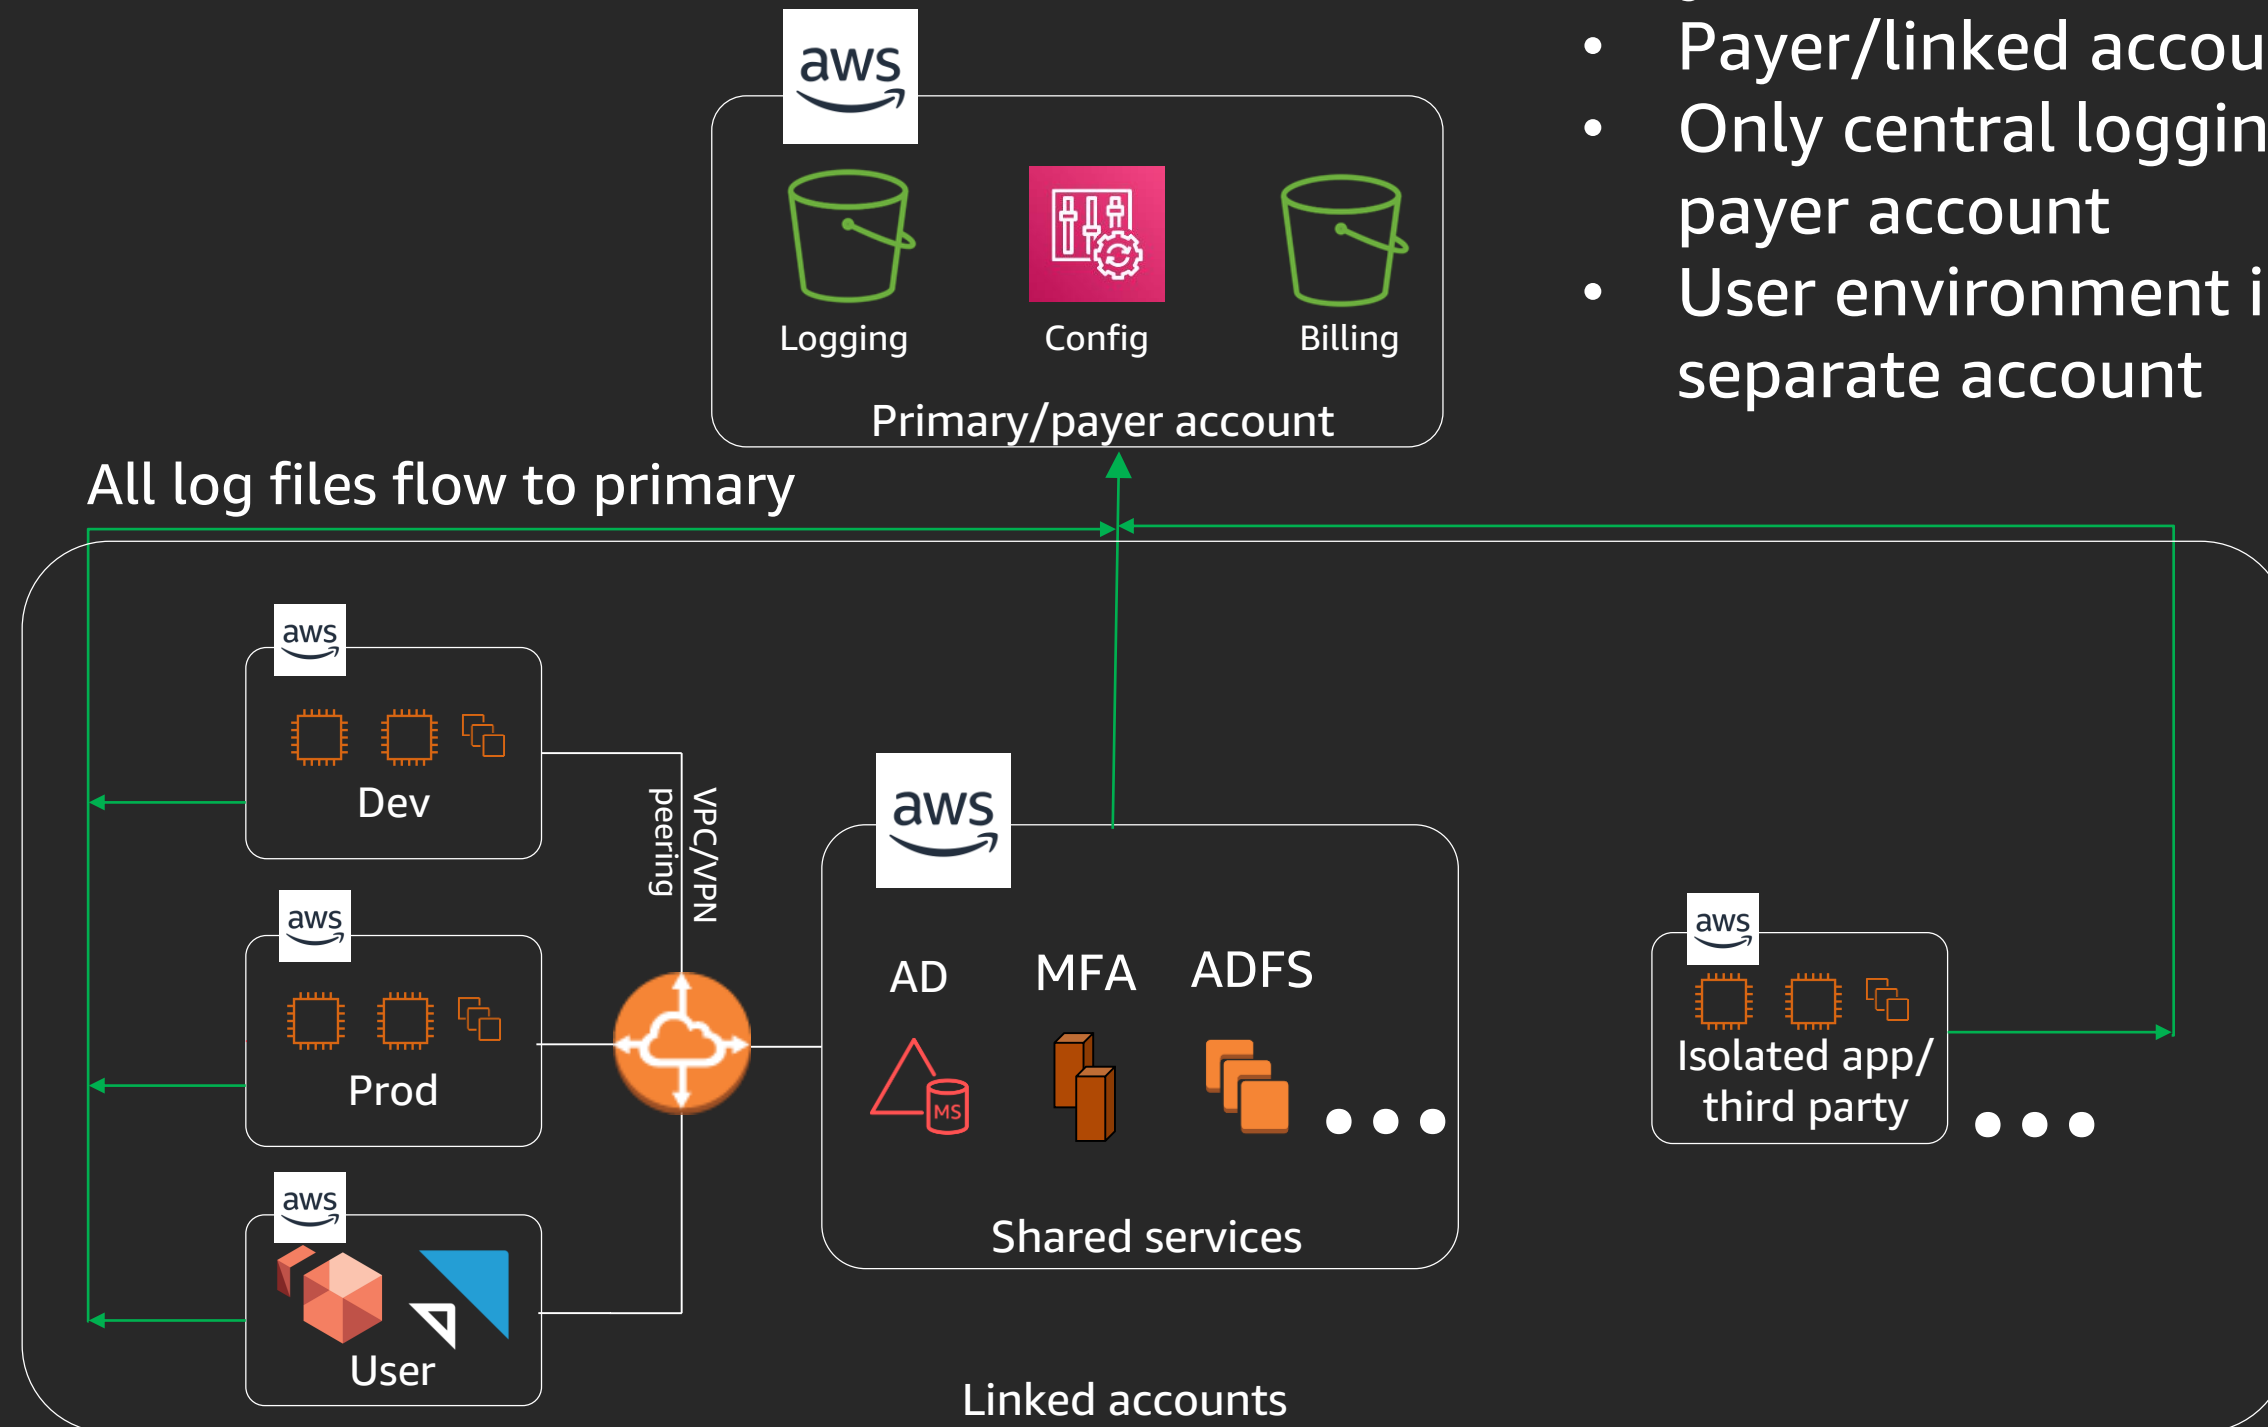 aws
Payer/linked accou
Only central loggin
payer account
User environment i
separate account
Logging
Config
Billing
Primary/payer account
All log files flow to primary
aws
Dev
VPC/VPN
peering
aws
Prod
aws
User
aws
AD
MFA
ADFS
MS
Shared services
aws
Isolated app/
third party
Linked accounts